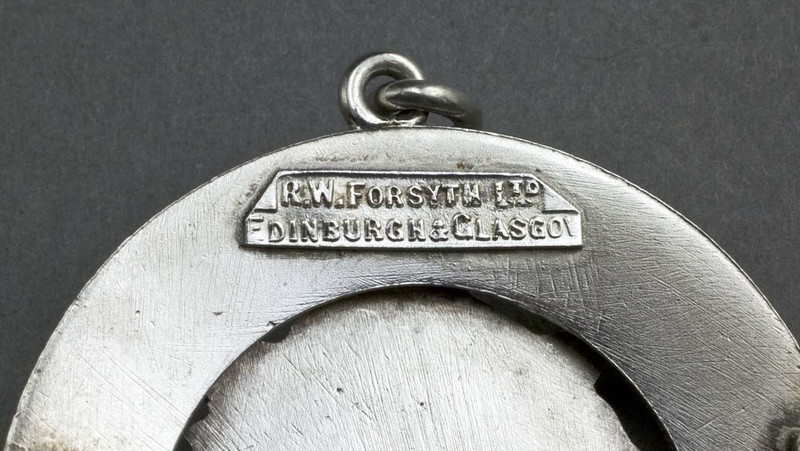 R.W. FORSYTH LTD
EDINBURGH & GLASGOW